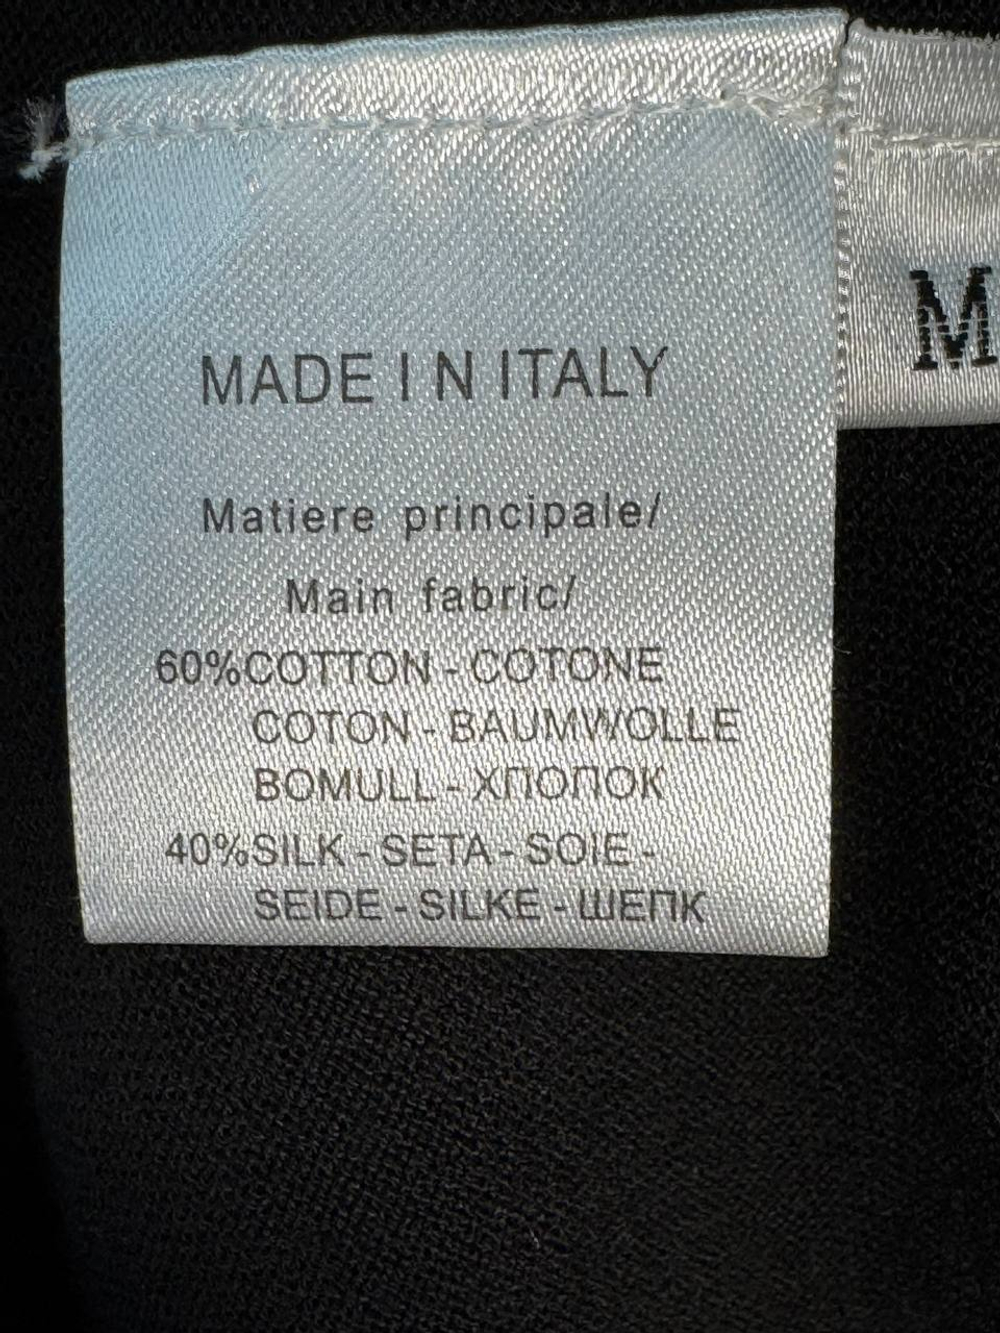 MADE IN ITALY
M
Matiere principale/
Main fabric/
60%COTTON - COTONE
COTON - BAUMWOLLE
BOMULL - ХПОПОК
40%SILK - SETA - SOIE -
SEIDE - SILKE - ШЕПК